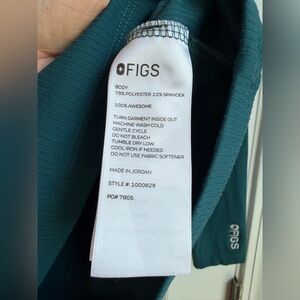 FIGS
BODY:
78% POLYESTER 22% SPANDEX
100% AWESOME
TURN GARMENT INSIDE OUT
MACHINE WASH COLD
GENTLE CYCLE
DO NOT BLEACH
TUMBLE DRY LOW
COOL IRON IF NEEDED
DO NOT USE FABRIC SOFTENER
MADE IN JORDAN
STYLE #: 1000829
PO# 7805
FIGS